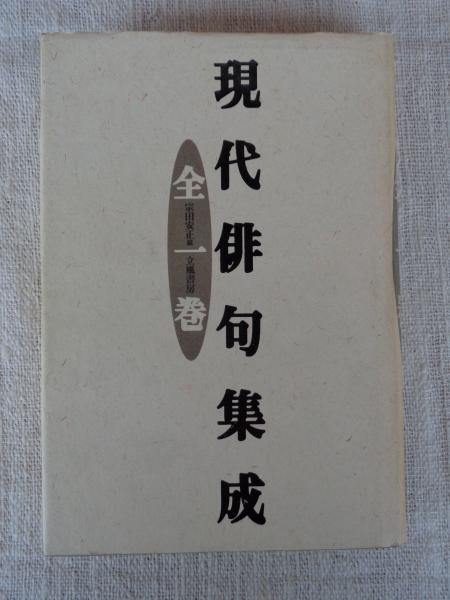 現代俳句集成
全一巻
宗田安正編 立風書房